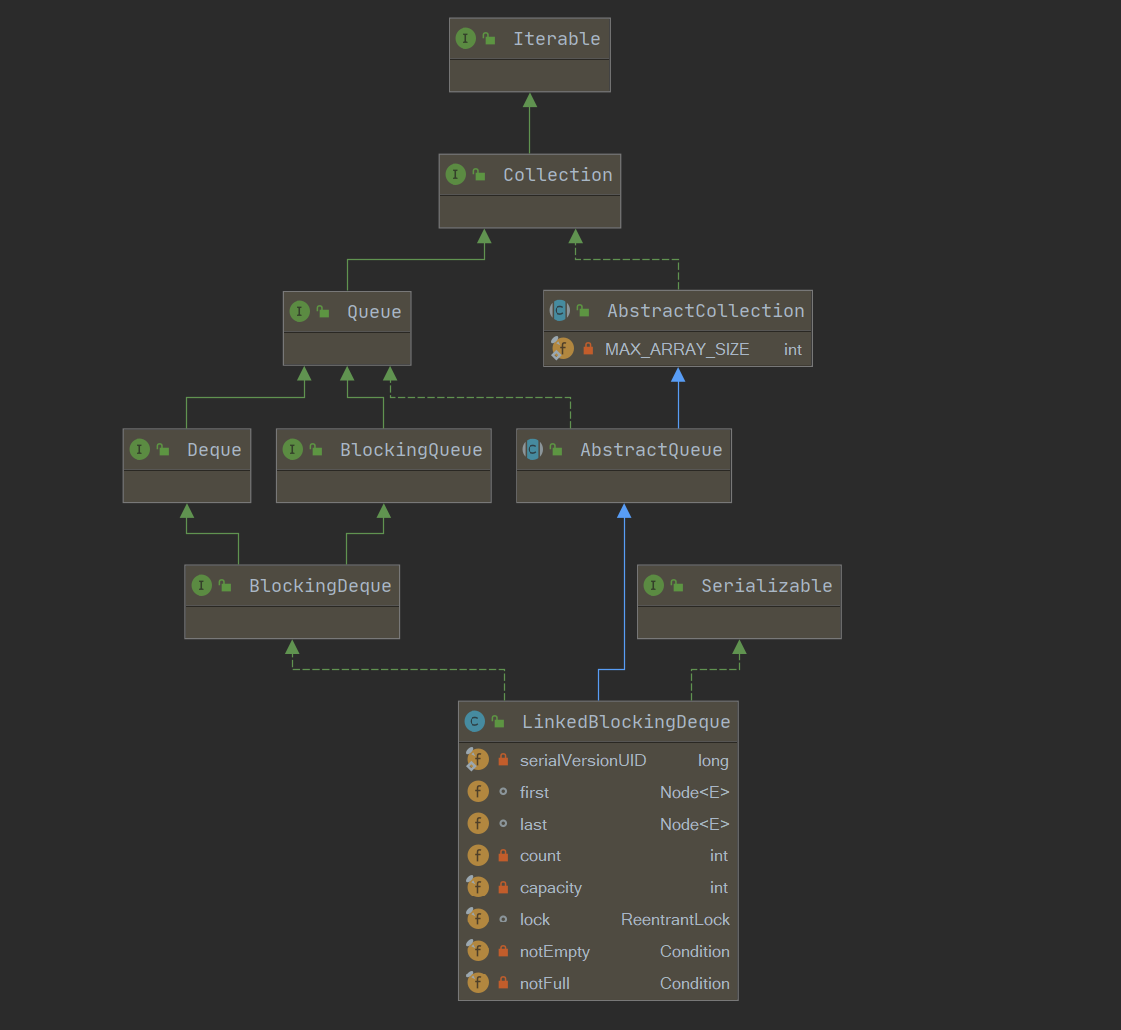 Iterable
Collection
Queue
AbstractCollection
MAX_ARRAY_SIZE int
Deque
BlockingQueue
AbstractQueue
BlockingDeque
Serializable
LinkedBlockingDeque
serialVersionUID long
first Node<E>
last Node<E>
count int
capacity int
lock ReentrantLock
notEmpty Condition
notFull Condition